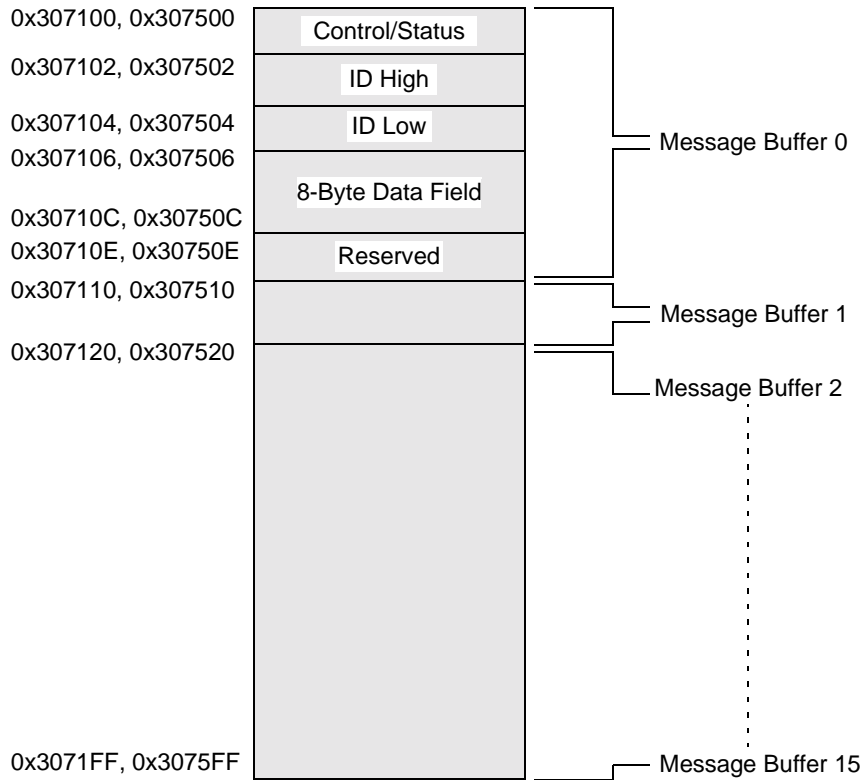 0x307100, 0x307500
Control/Status
0x307102, 0x307502
ID High
0x307104, 0x307504
ID Low
Message Buffer 0
0x307106, 0x307506
8-Byte Data Field
0x30710C, 0x30750C
0x30710E, 0x30750E
Reserved
0x307110, 0x307510
Message Buffer 1
0x307120, 0x307520
Message Buffer 2
0x3071FF, 0x3075FF
Message Buffer 15